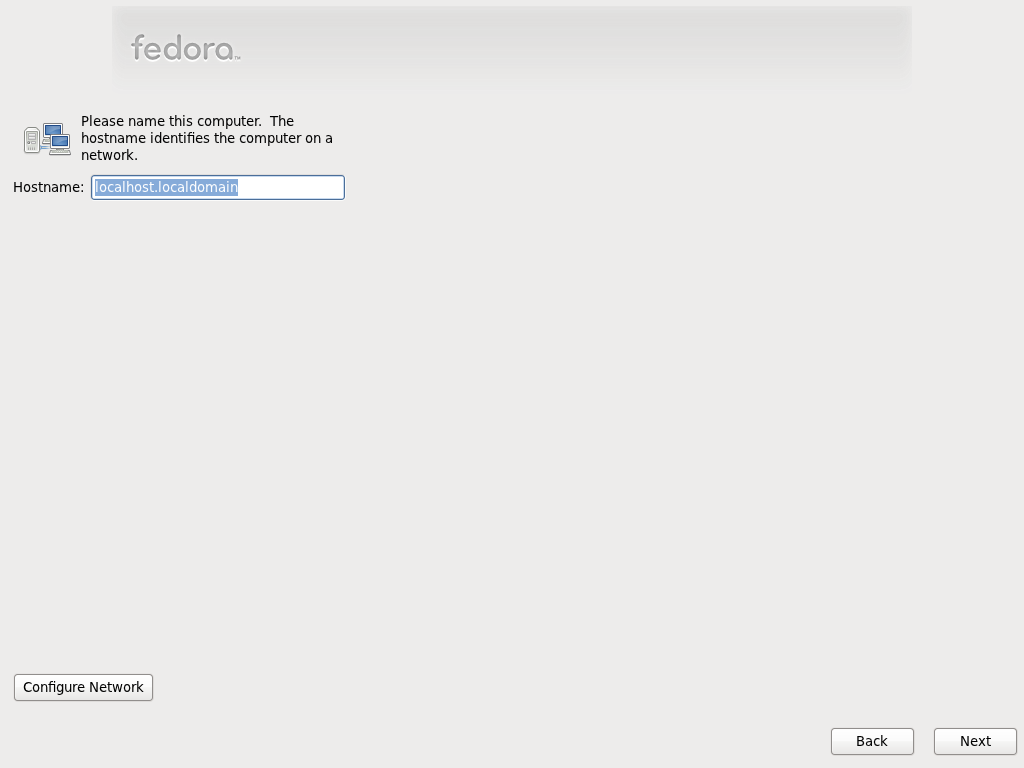 fedora™
Please name this computer.  The
hostname identifies the computer on a
network.
Hostname: localhost.localdomain
Configure Network
Back Next